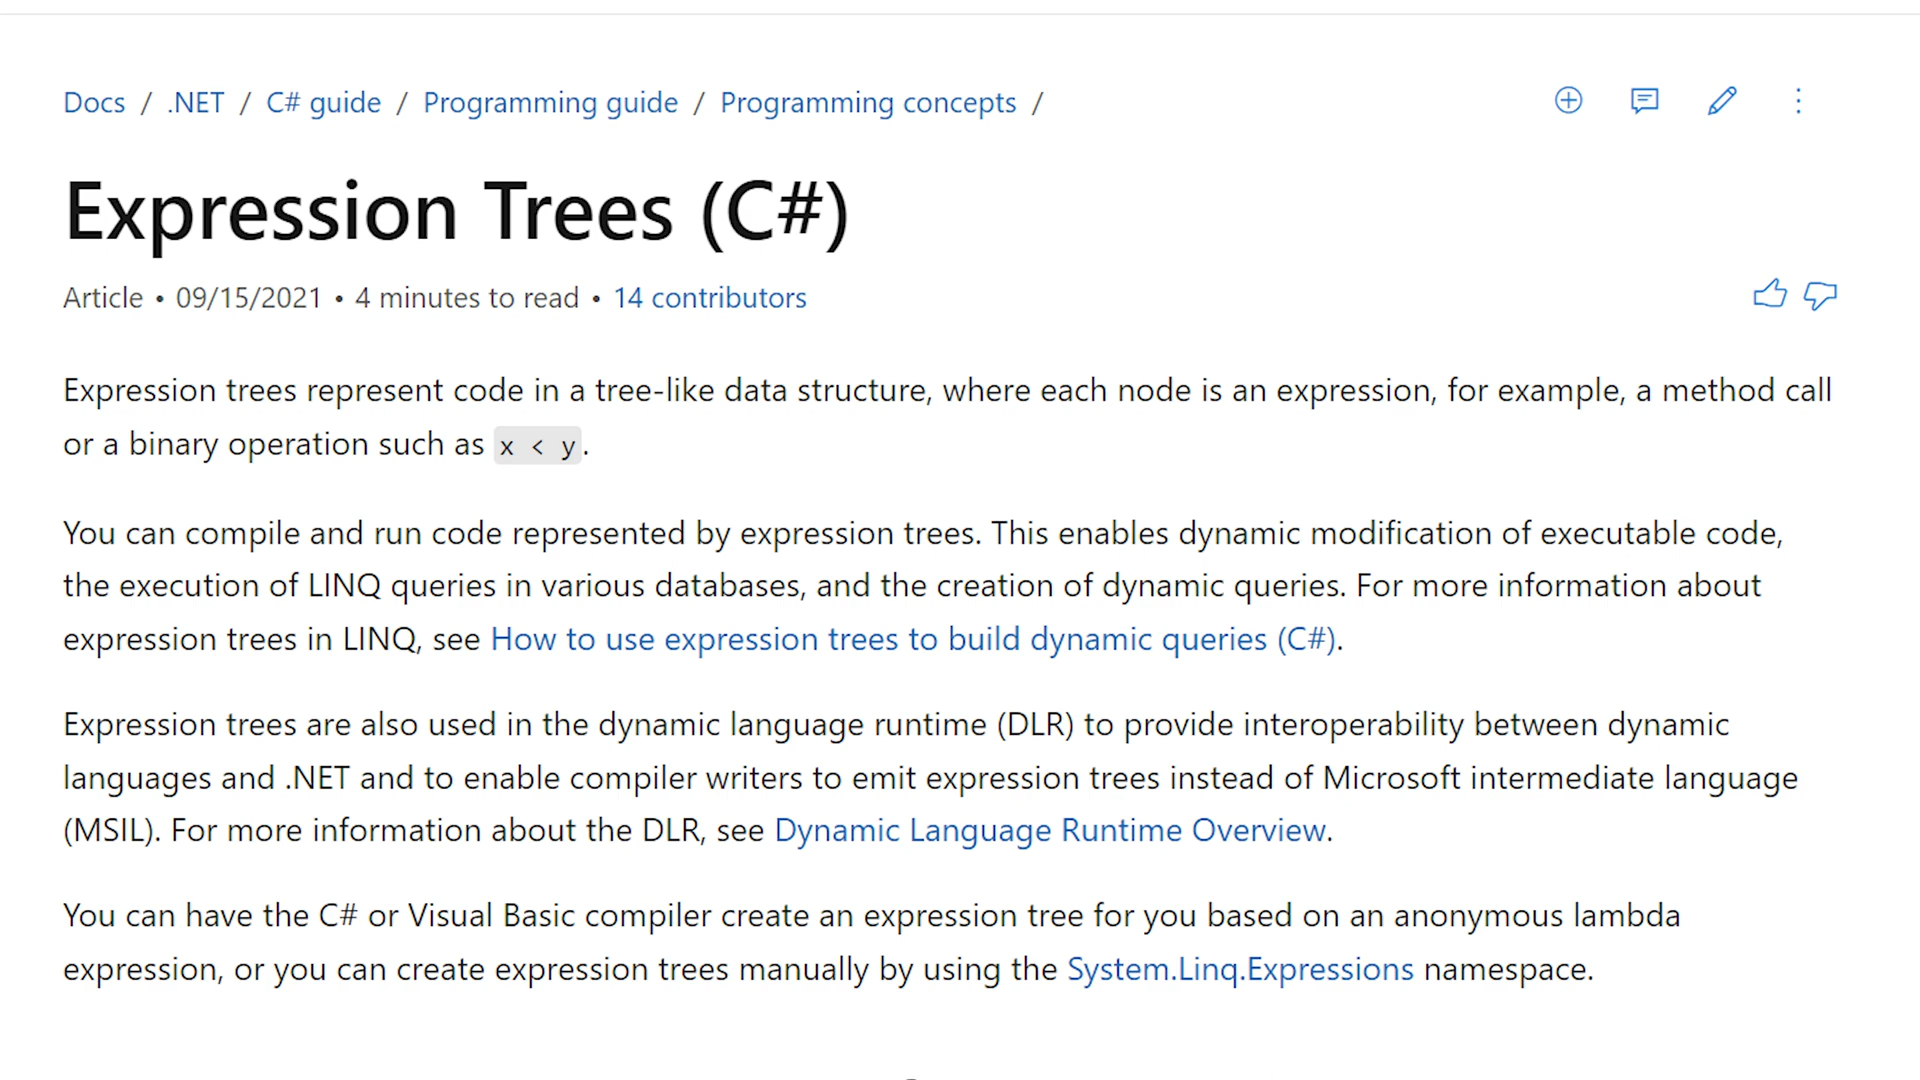 Docs / .NET / C# guide / Programming guide / Programming concepts /
Expression Trees (C#)
Article • 09/15/2021 • 4 minutes to read • 14 contributors
Expression trees represent code in a tree-like data structure, where each node is an expression, for example, a method call
or a binary operation such as x < y.
You can compile and run code represented by expression trees. This enables dynamic modification of executable code,
the execution of LINQ queries in various databases, and the creation of dynamic queries. For more information about
expression trees in LINQ, see How to use expression trees to build dynamic queries (C#).
Expression trees are also used in the dynamic language runtime (DLR) to provide interoperability between dynamic
languages and .NET and to enable compiler writers to emit expression trees instead of Microsoft intermediate language
(MSIL). For more information about the DLR, see Dynamic Language Runtime Overview.
You can have the C# or Visual Basic compiler create an expression tree for you based on an anonymous lambda
expression, or you can create expression trees manually by using the System.Linq.Expressions namespace.